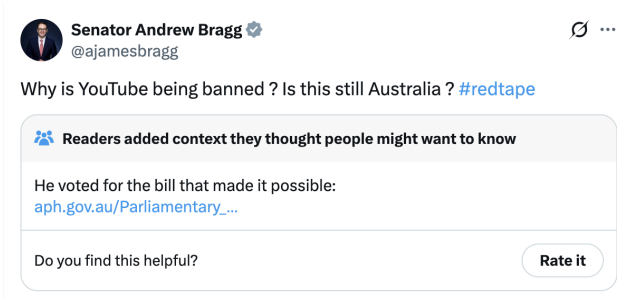 Senator Andrew Bragg
@ajamesbragg
Why is YouTube being banned ? Is this still Australia ? #redtape
Readers added context they thought people might want to know
He voted for the bill that made it possible:
aph.gov.au/Parliamentary_...
Do you find this helpful?
Rate it